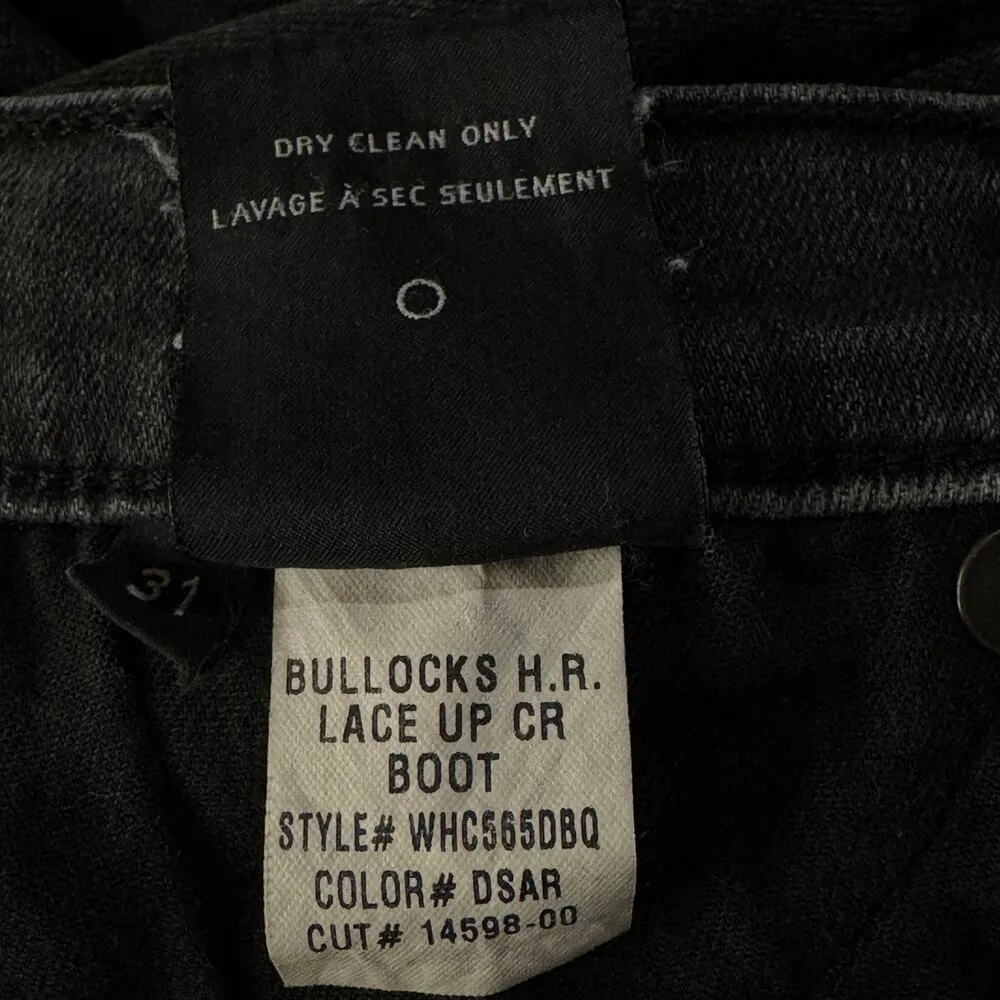 DRY CLEAN ONLY
LAVAGE À SEC SEULEMENT
31
BULLOCKS H.R.
LACE UP CR
BOOT
STYLE# WHC565DBQ
COLOR# DSAR
CUT# 14598-00